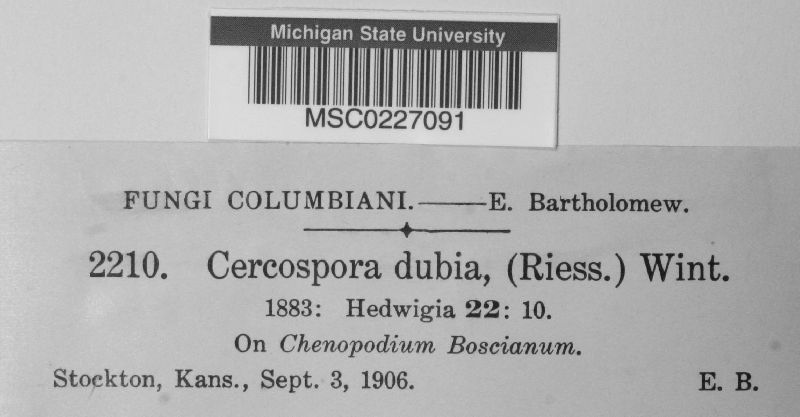 Michigan State University
MSC0227091
FUNGI COLUMBIANI.——E. Bartholomew.
2210. Cercospora dubia, (Riess.) Wint.
1883: Hedwigia 22: 10.
On Chenopodium Boscianum.
Stockton, Kans., Sept. 3, 1906. E. B.